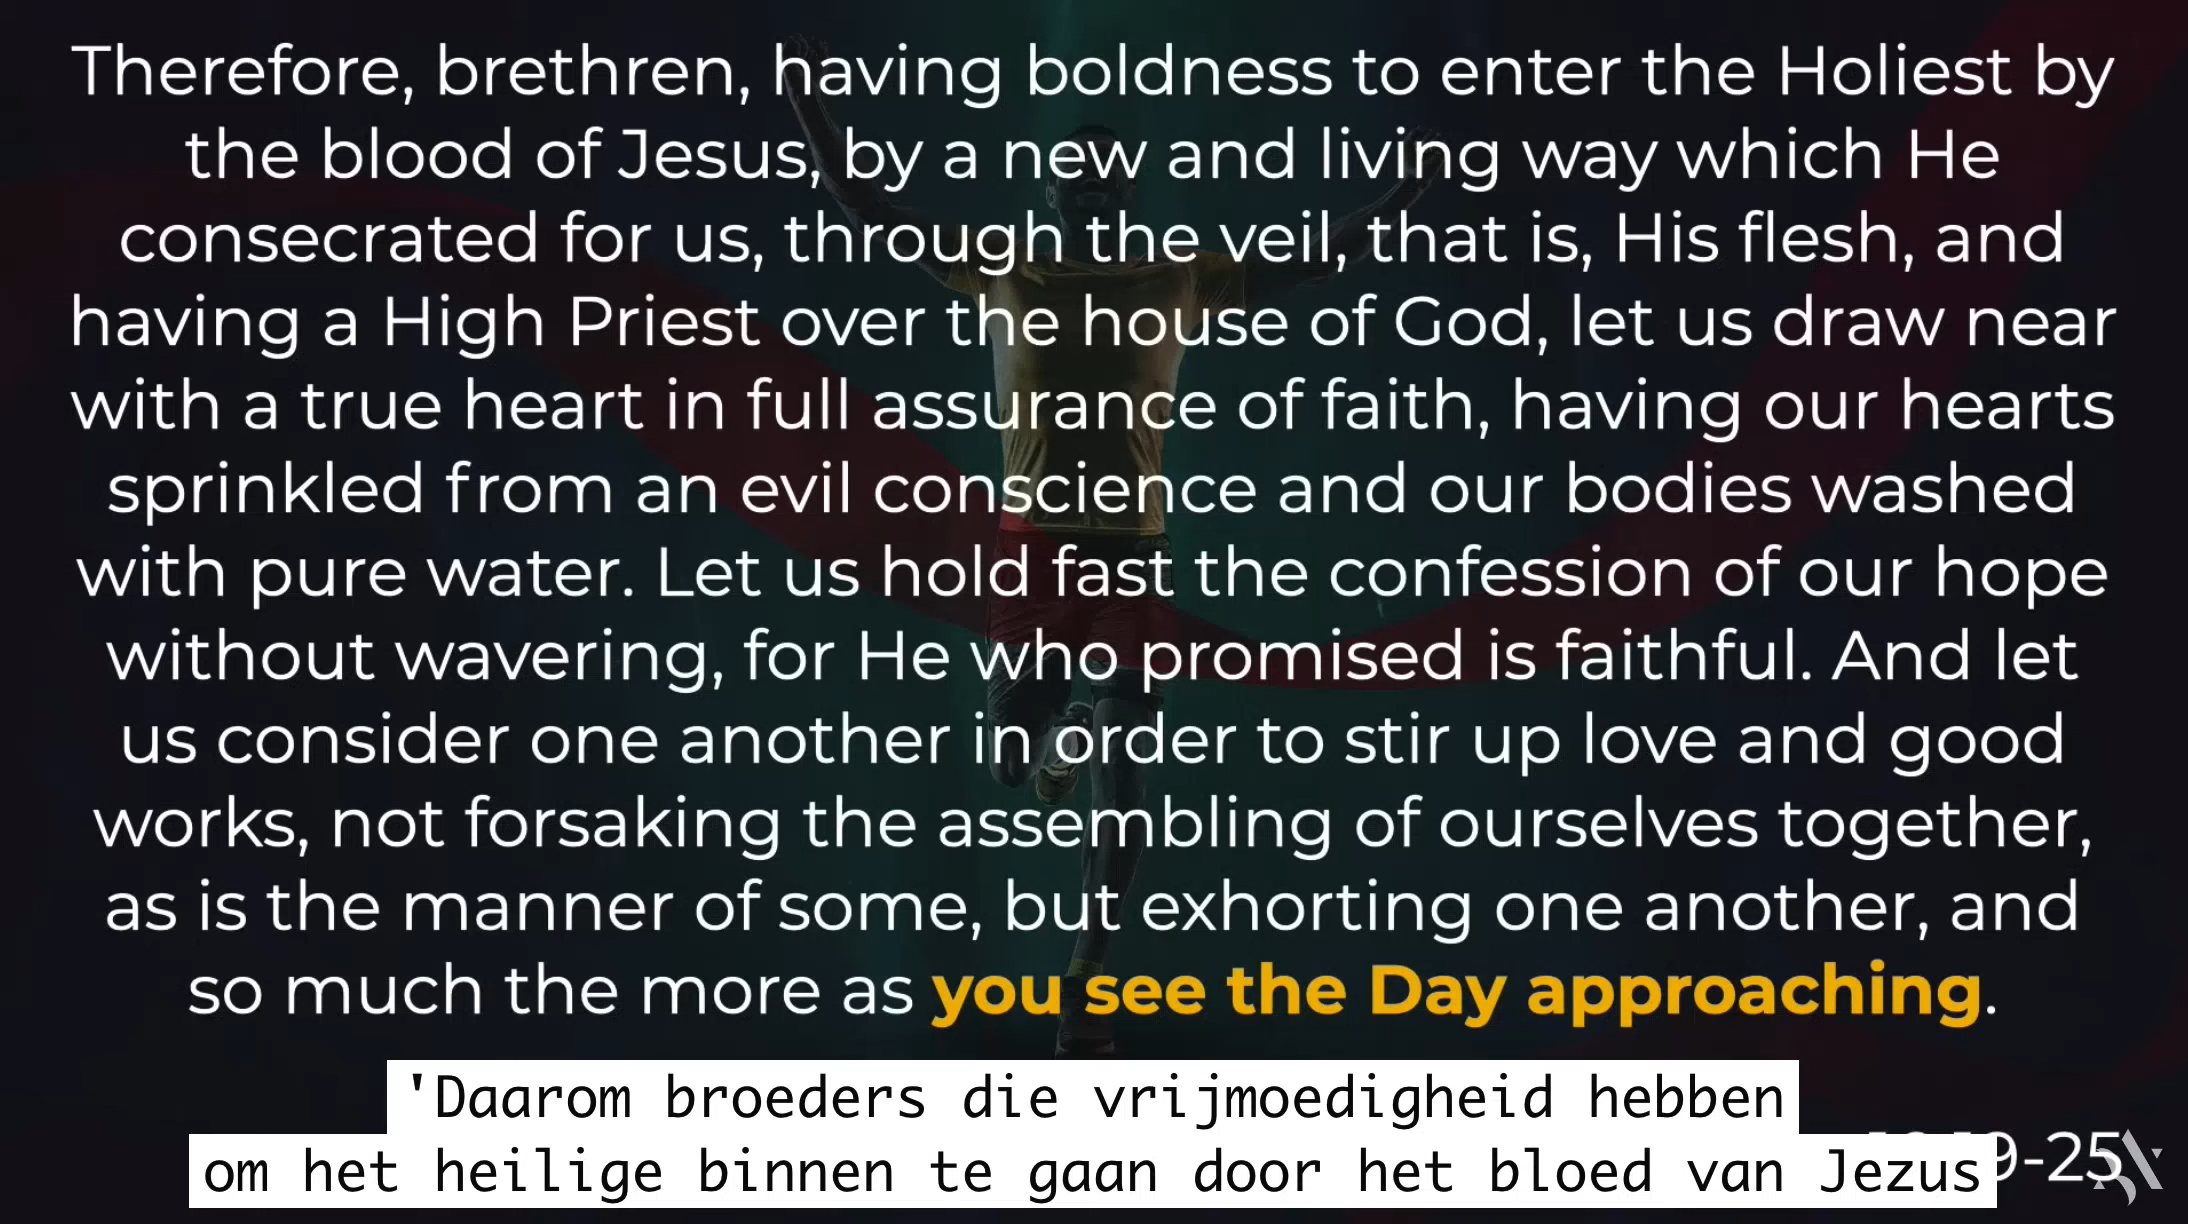 Therefore, brethren, having boldness to enter the Holiest by
the blood of Jesus, by a new and living way which He
consecrated for us, through the veil, that is, His flesh, and
having a High Priest over the house of God, let us draw near
with a true heart in full assurance of faith, having our hearts
sprinkled from an evil conscience and our bodies washed
with pure water. Let us hold fast the confession of our hope
without wavering, for He who promised is faithful. And let
us consider one another in order to stir up love and good
works, not forsaking the assembling of ourselves together,
as is the manner of some, but exhorting one another, and
so much the more as you see the Day approaching.
'Daarom broeders die vrijmoedigheid hebben
om het heilige binnen te gaan door het bloed van Jezus
9-25